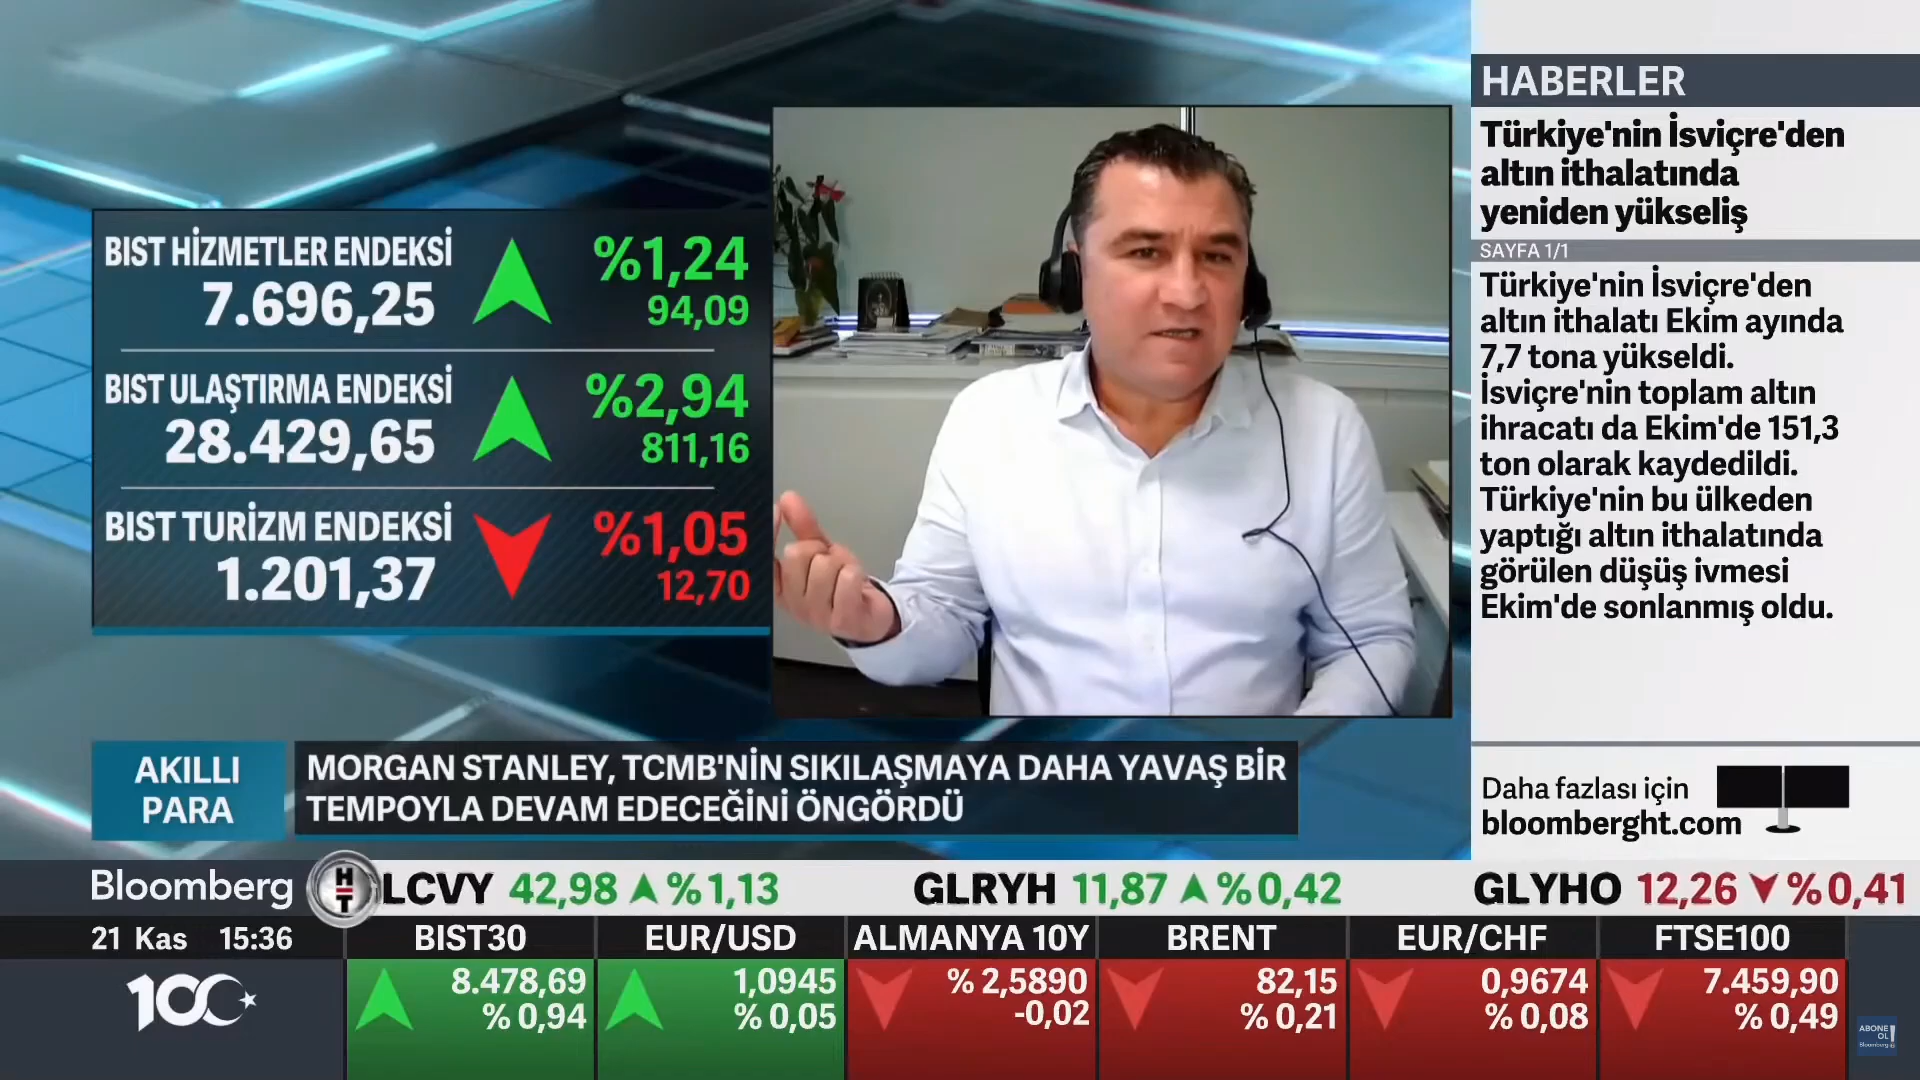 BIST HİZMETLER ENDEKSİ
7.696,25
%1,24
94,09
BIST ULAŞTIRMA ENDEKSİ
28.429,65
%2,94
811,16
BIST TURİZM ENDEKSİ
1.201,37
%1,05
12,70
HABERLER
Türkiye'nin İsviçre'den
altın ithalatında
yeniden yükseliş
SAYFA 1/1
Türkiye'nin İsviçre'den
altın ithalatı Ekim ayında
7,7 tona yükseldi.
İsviçre'nin toplam altın
ihracatı da Ekim'de 151,3
ton olarak kaydedildi.
Türkiye'nin bu ülkeden
yaptığı altın ithalatında
görülen düşüş ivmesi
Ekim'de sonlanmış oldu.
Daha fazlası için
bloomberght.com
AKILLI
PARA
MORGAN STANLEY, TCMB'NİN SIKILAŞMAYA DAHA YAVAŞ BİR
TEMPOYLA DEVAM EDECEĞİNİ ÖNGÖRDÜ
Bloomberg HT
LCVY 42,98 %1,13 GLRYH 11,87 %0,42 GLYHO 12,26 %0,41
21 Kas 15:36
100
BIST30
8.478,69
% 0,94
EUR/USD
1,0945
% 0,05
ALMANYA 10Y
% 2,5890
-0,02
BRENT
82,15
% 0,21
EUR/CHF
0,9674
% 0,08
FTSE100
7.459,90
% 0,49
ABONE
OL!
Bloomberg